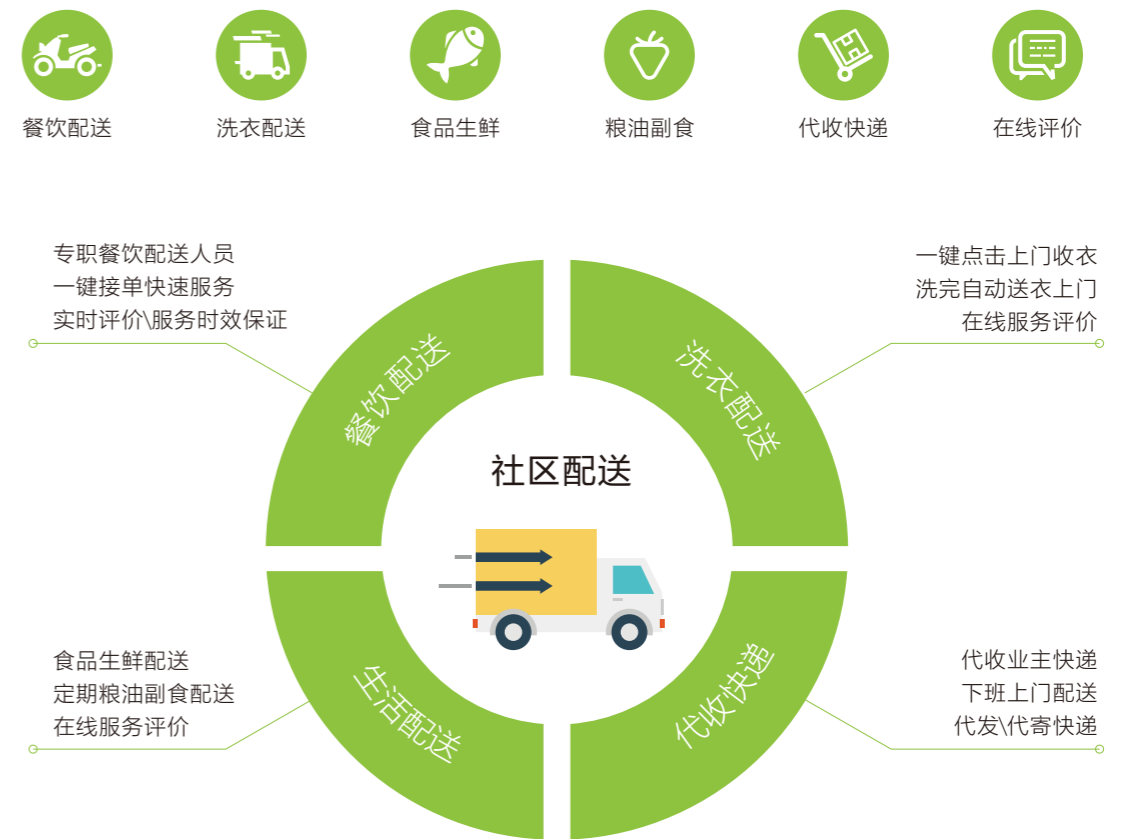 餐饮配送
洗衣配送
食品生鲜
粮油副食
代收快递
在线评价
专职餐饮配送人员
一键接单快速服务
实时评价\服务时效保证
一键点击上门收衣
洗完自动送衣上门
在线服务评价
餐饮配送
洗衣配送
社区配送
生活配送
代收快递
食品生鲜配送
定期粮油副食配送
在线服务评价
代收业主快递
下班上门配送
代发\代寄快递